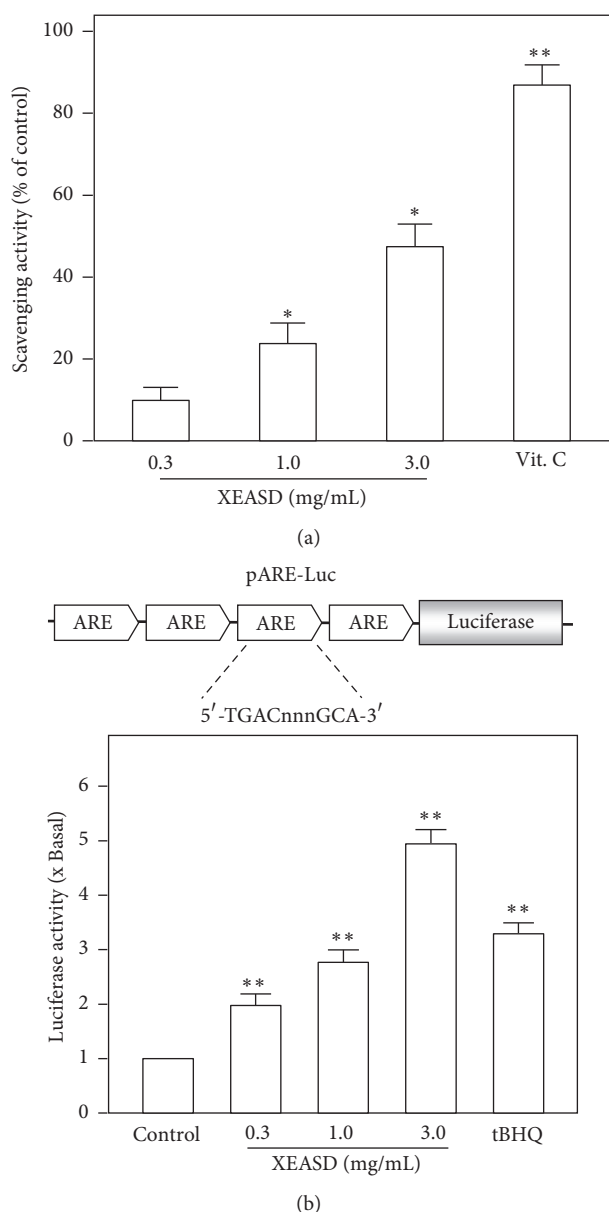 100
80
60
40
20
0
Scavenging activity (% of control)
*
*
**
0.3 1.0 3.0 Vit. C
XEASD (mg/mL)
(a)
pARE-Luc
ARE ARE ARE ARE Luciferase
5′-TGACnnnGCA-3′
6
5
4
3
2
1
0
Luciferase activity (x Basal)
**
**
**
**
Control 0.3 1.0 3.0 tBHQ
XEASD (mg/mL)
(b)